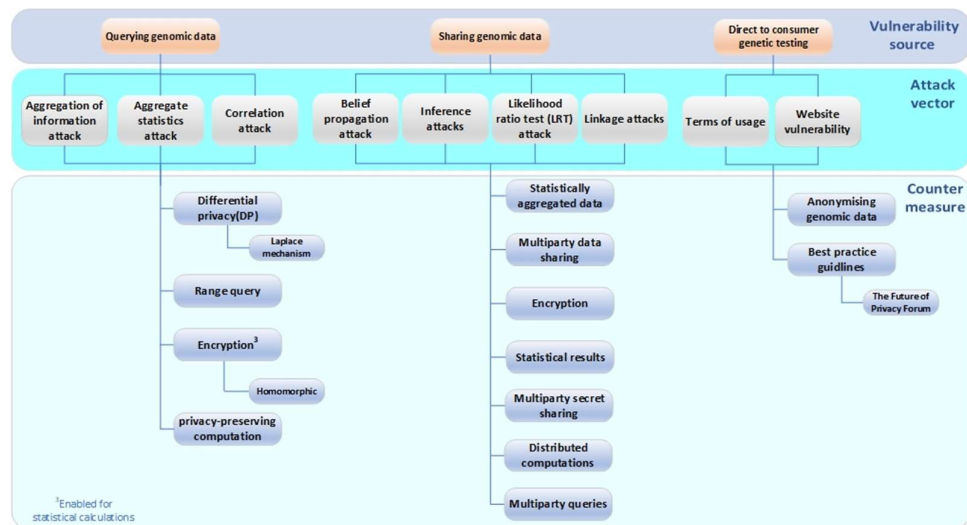 Querying genomic data
Sharing genomic data
Direct to consumer
genetic testing
Vulnerability
source
Attack
vector
Aggregation of
information
attack
Aggregate
statistics
attack
Correlation
attack
Belief
propagation
attack
Inference
attacks
Likelihood
ratio test (LRT)
attack
Linkage attacks
Terms of usage
Website
vulnerability
Counter
measure
Differential
privacy(DP)
Laplace
mechanism
Range query
Encryption³
Homomorphic
privacy-preserving
computation
Statistically
aggregated data
Multiparty data
sharing
Encryption
Statistical results
Multiparty secret
sharing
Distributed
computations
Multiparty queries
Anonymising
genomic data
Best practice
guidlines
The Future of
Privacy Forum
³Enabled for
statistical calculations